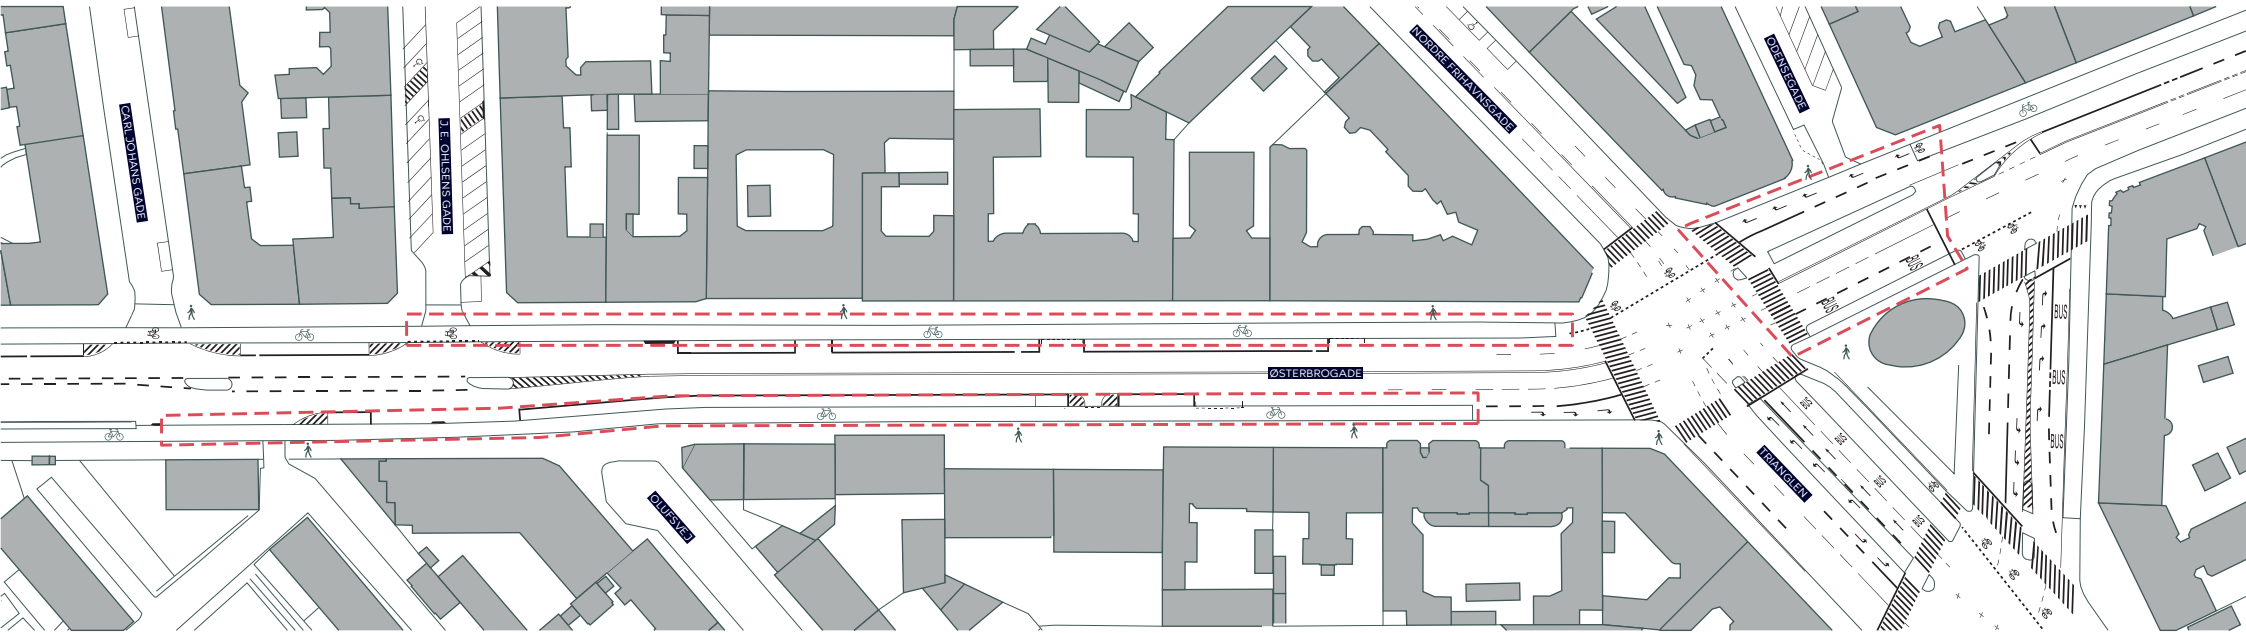 CARL JOHANS GADE
J. E. OHLSENS GADE
NORDRE FRIHAVNSGADE
ODENSEGADE
BUS
BUS
BUS
ØSTERBROGADE
BUS
BUS
BUS
BUS
TRIANGLEN
BUS
OLUFSVEJ
BUS